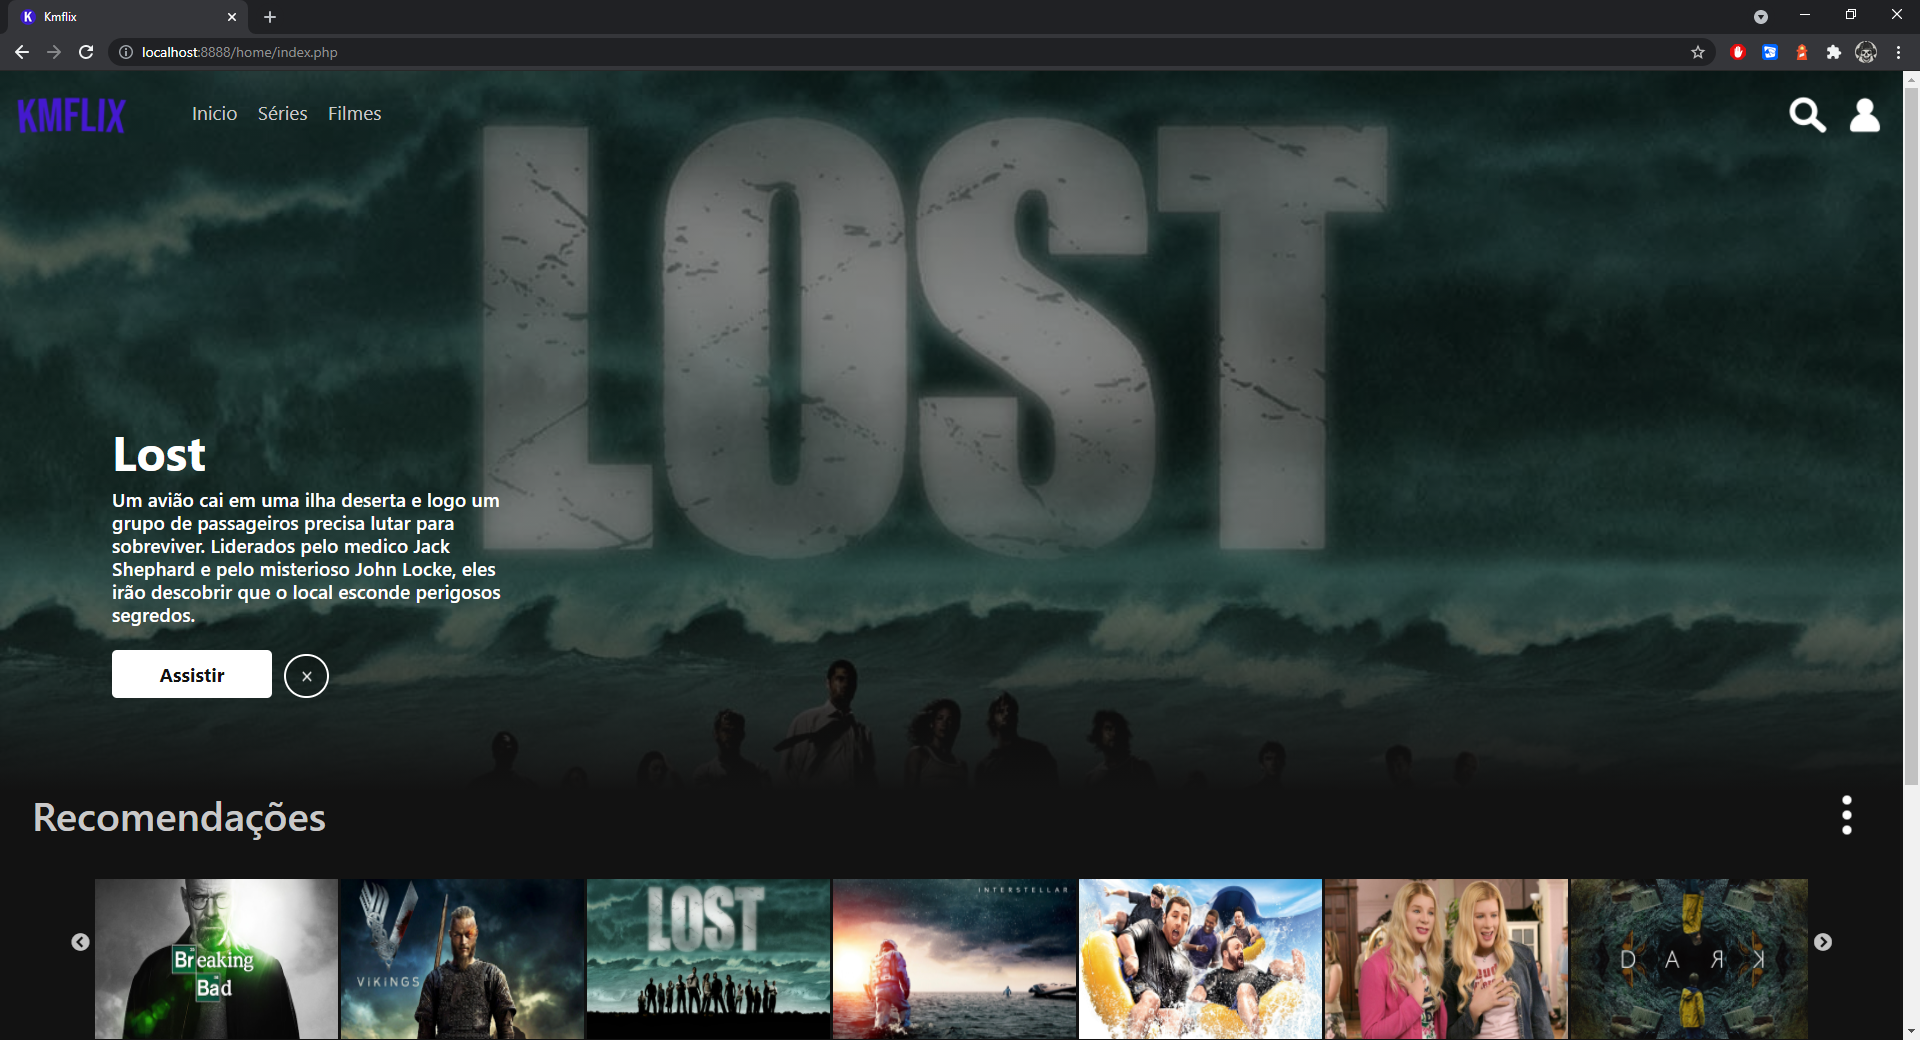 Kmflix
localhost:8888/home/index.php
KMFLIX
Inicio Séries Filmes
LOST
Lost
Um avião cai em uma ilha deserta e logo um
grupo de passageiros precisa lutar para
sobreviver. Liderados pelo medico Jack
Shephard e pelo misterioso John Locke, eles
irão descobrir que o local esconde perigosos
segredos.
Assistir
Recomendações
Breaking
Bad
VIKINGS
LOST
INTERSTELLAR
DARK